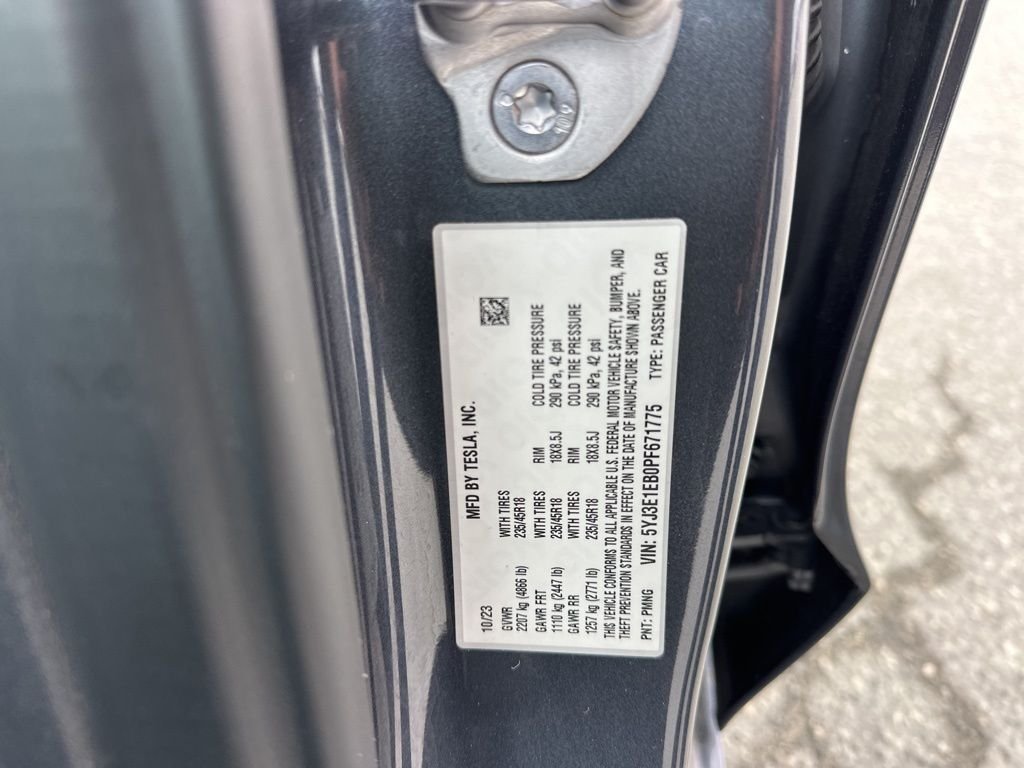 MFD BY TESLA, INC.
10/23
GVWR WITH TIRES RIM COLD TIRE PRESSURE
2207 kg (4866 lb) 235/45R18 18X8.5J 290 kPa, 42 psi
GAWR FRT WITH TIRES RIM COLD TIRE PRESSURE
1110 kg (2447 lb) 235/45R18 18X8.5J 290 kPa, 42 psi
GAWR RR
1257 kg (2771 lb)
THIS VEHICLE CONFORMS TO ALL APPLICABLE U.S. FEDERAL MOTOR VEHICLE SAFETY, BUMPER, AND
THEFT PREVENTION STANDARDS IN EFFECT ON THE DATE OF MANUFACTURE SHOWN ABOVE.
PNT: PMNG VIN: 5YJ3E1EB0PF671775 TYPE: PASSENGER CAR